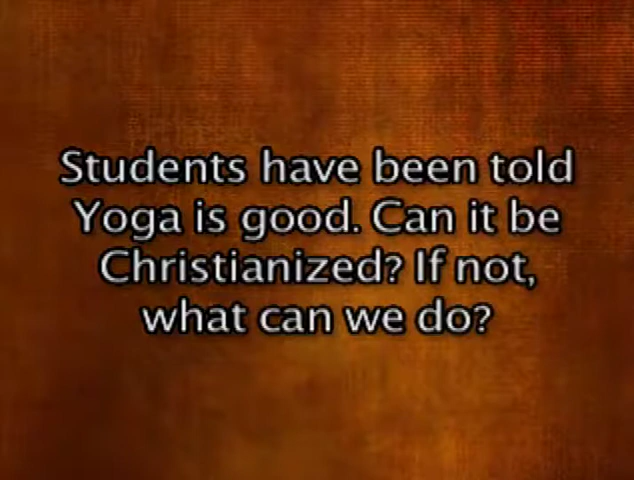 Students have been told
Yoga is good. Can it be
Christianized? If not,
what can we do?